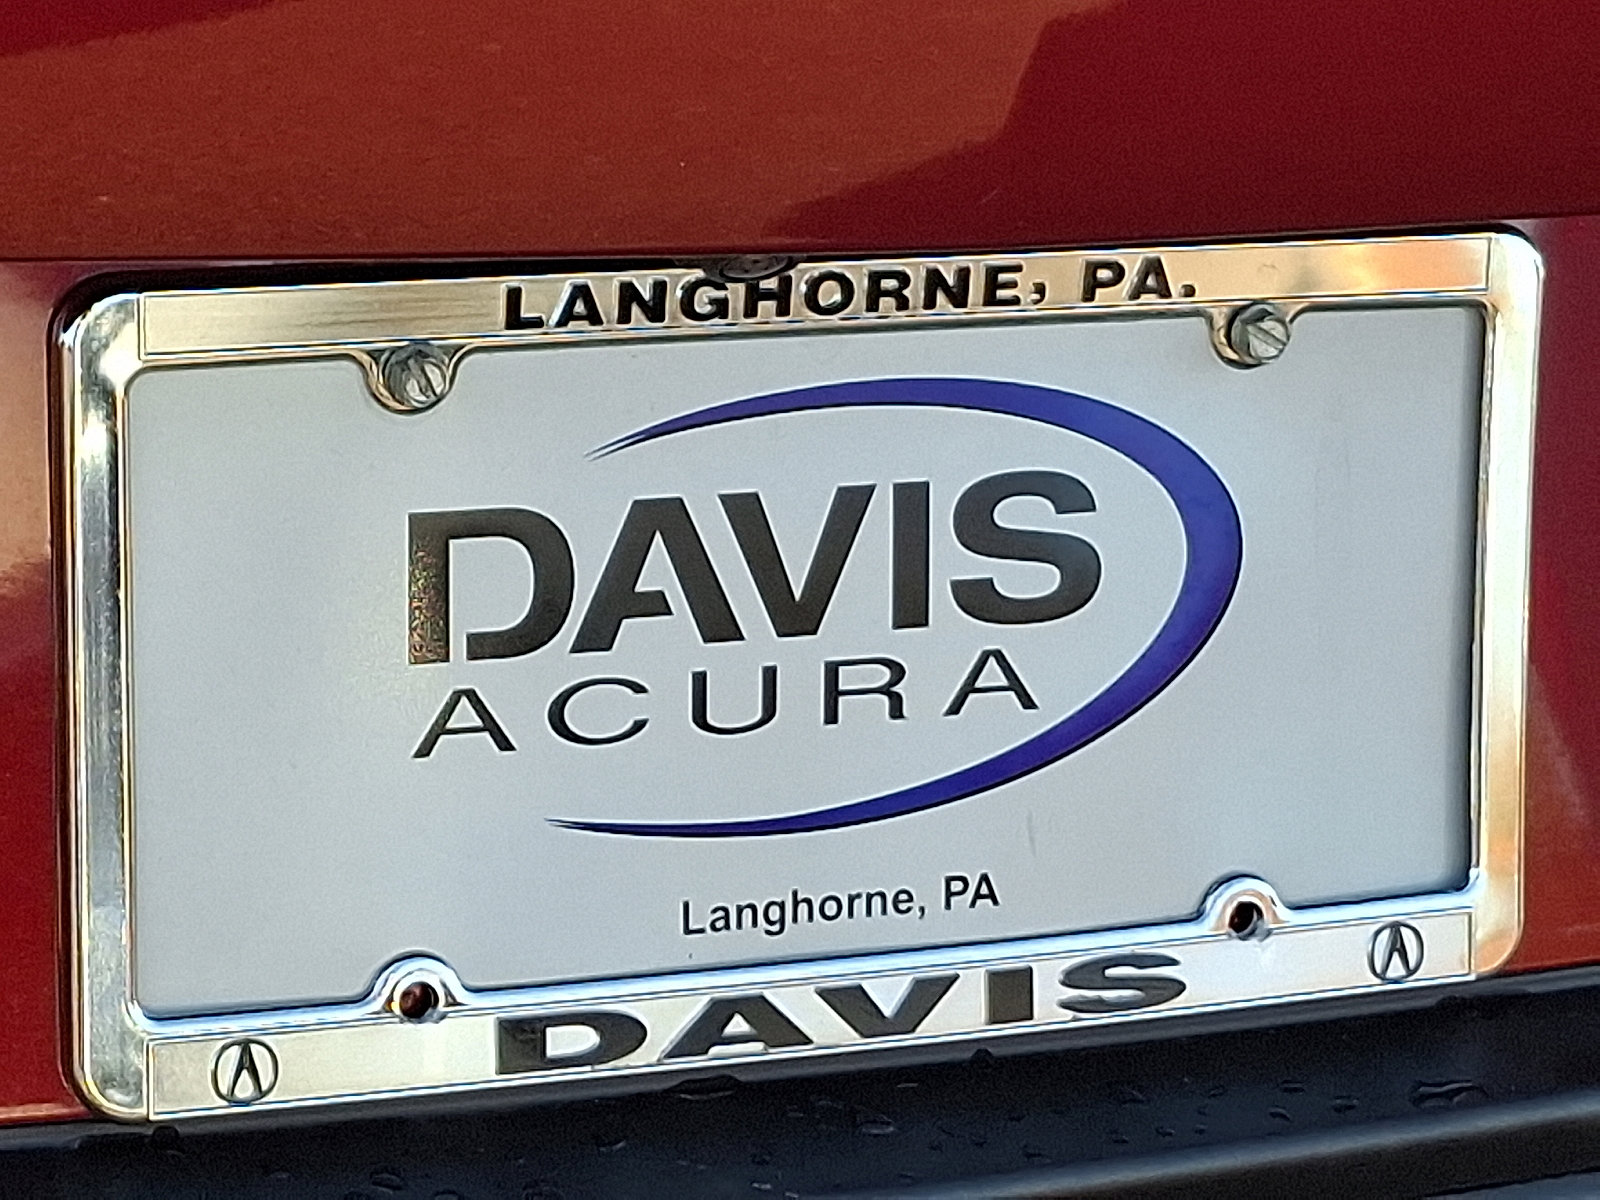 LANGHORNE, PA.
DAVIS
ACURA
Langhorne, PA
DAVIS